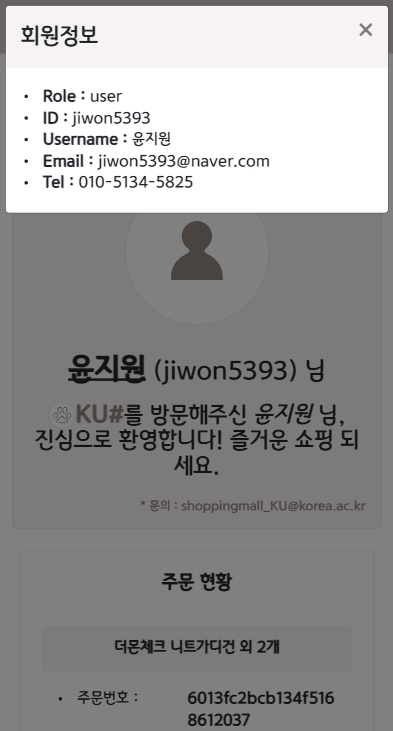 회원정보
×
• Role : user
• ID : jiwon5393
• Username : 윤지원
• Email : jiwon5393@naver.com
• Tel : 010-5134-5825
윤지원 (jiwon5393) 님
KU#를 방문해주신 윤지원 님,
진심으로 환영합니다! 즐거운 쇼핑 되
세요.
* 문의 : shoppingmall_KU@korea.ac.kr
주문 현황
더몬체크 니트가디건 외 2개
• 주문번호 : 6013fc2bcb134f516
8612037